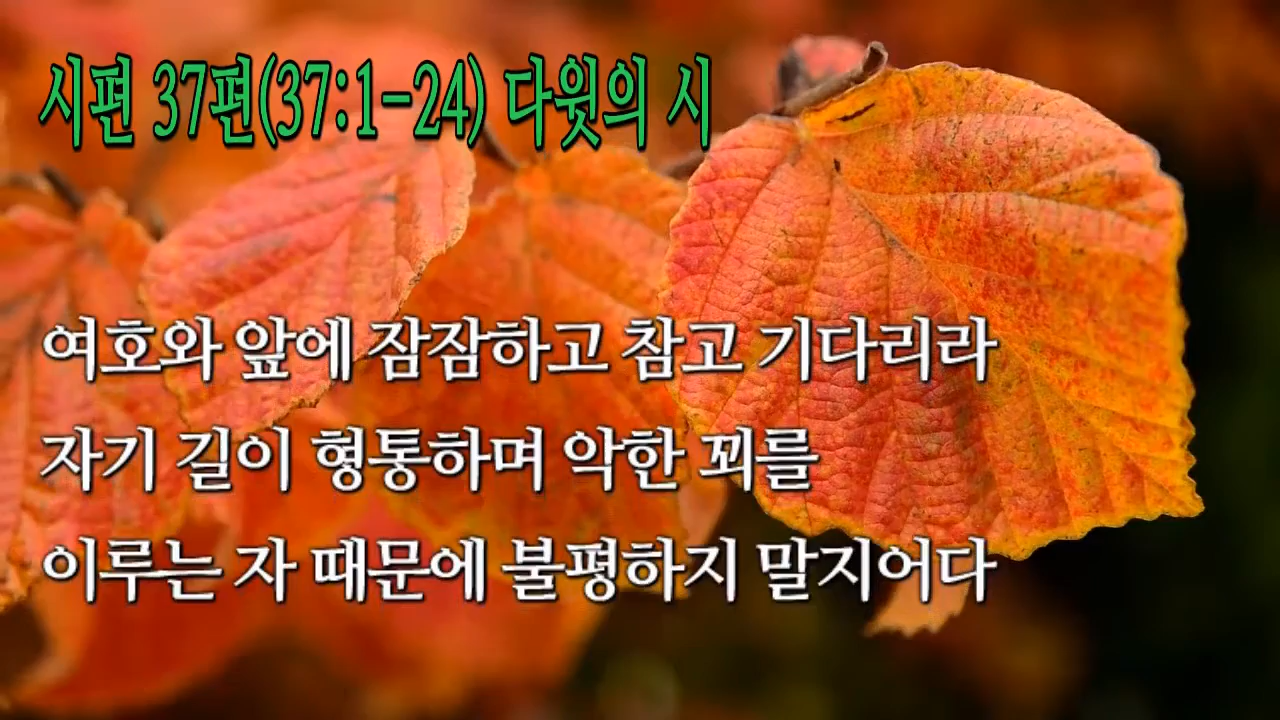 시편 37편(37:1-24) 다윗의 시
여호와 앞에 잠잠하고 참고 기다리라
자기 길이 형통하며 악한 꾀를
이루는 자 때문에 불평하지 말지어다